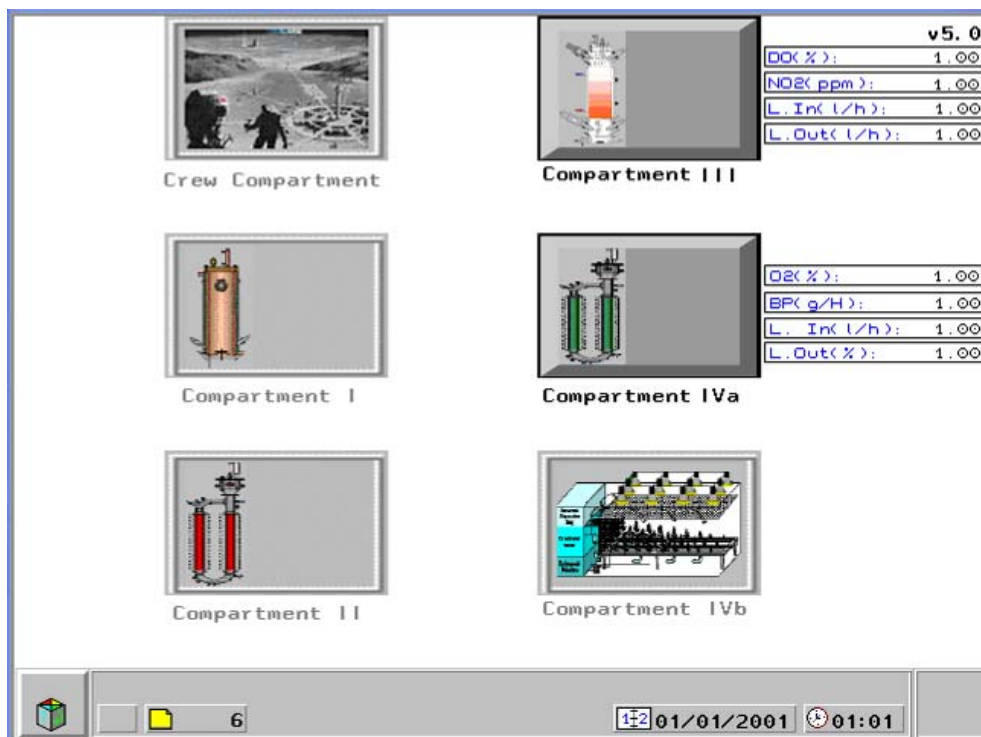 v5.0
DO(%): 1.00
NO2(ppm): 1.00
L.In(l/h): 1.00
L.Out(l/h): 1.00
Crew Compartment
Compartment III
O2(%): 1.00
BP(g/H): 1.00
L. In(l/h): 1.00
L.Out(%): 1.00
Compartment I
Compartment IVa
Compartment II
Compartment IVb
6
1 2 01/01/2001 01:01